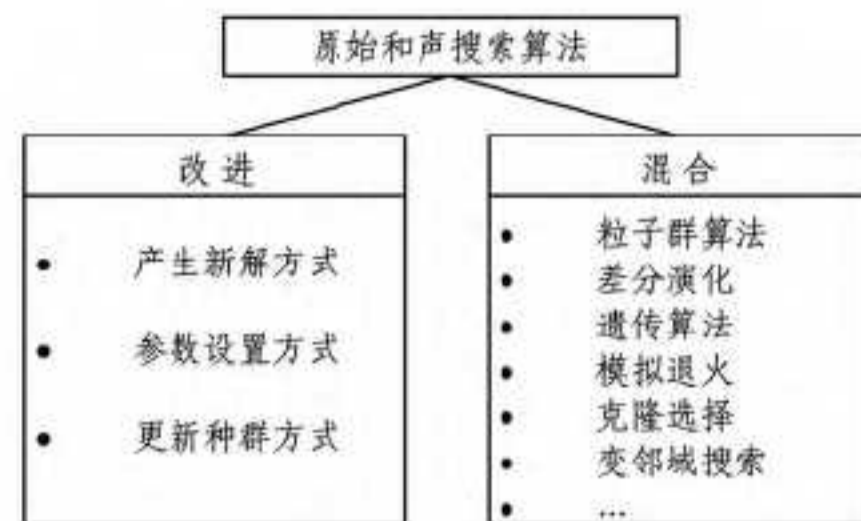 原始和声搜索算法
改进
• 产生新解方式
• 参数设置方式
• 更新种群方式
混合
• 粒子群算法
• 差分演化
• 遗传算法
• 模拟退火
• 克隆选择
• 变邻域搜索
• ...